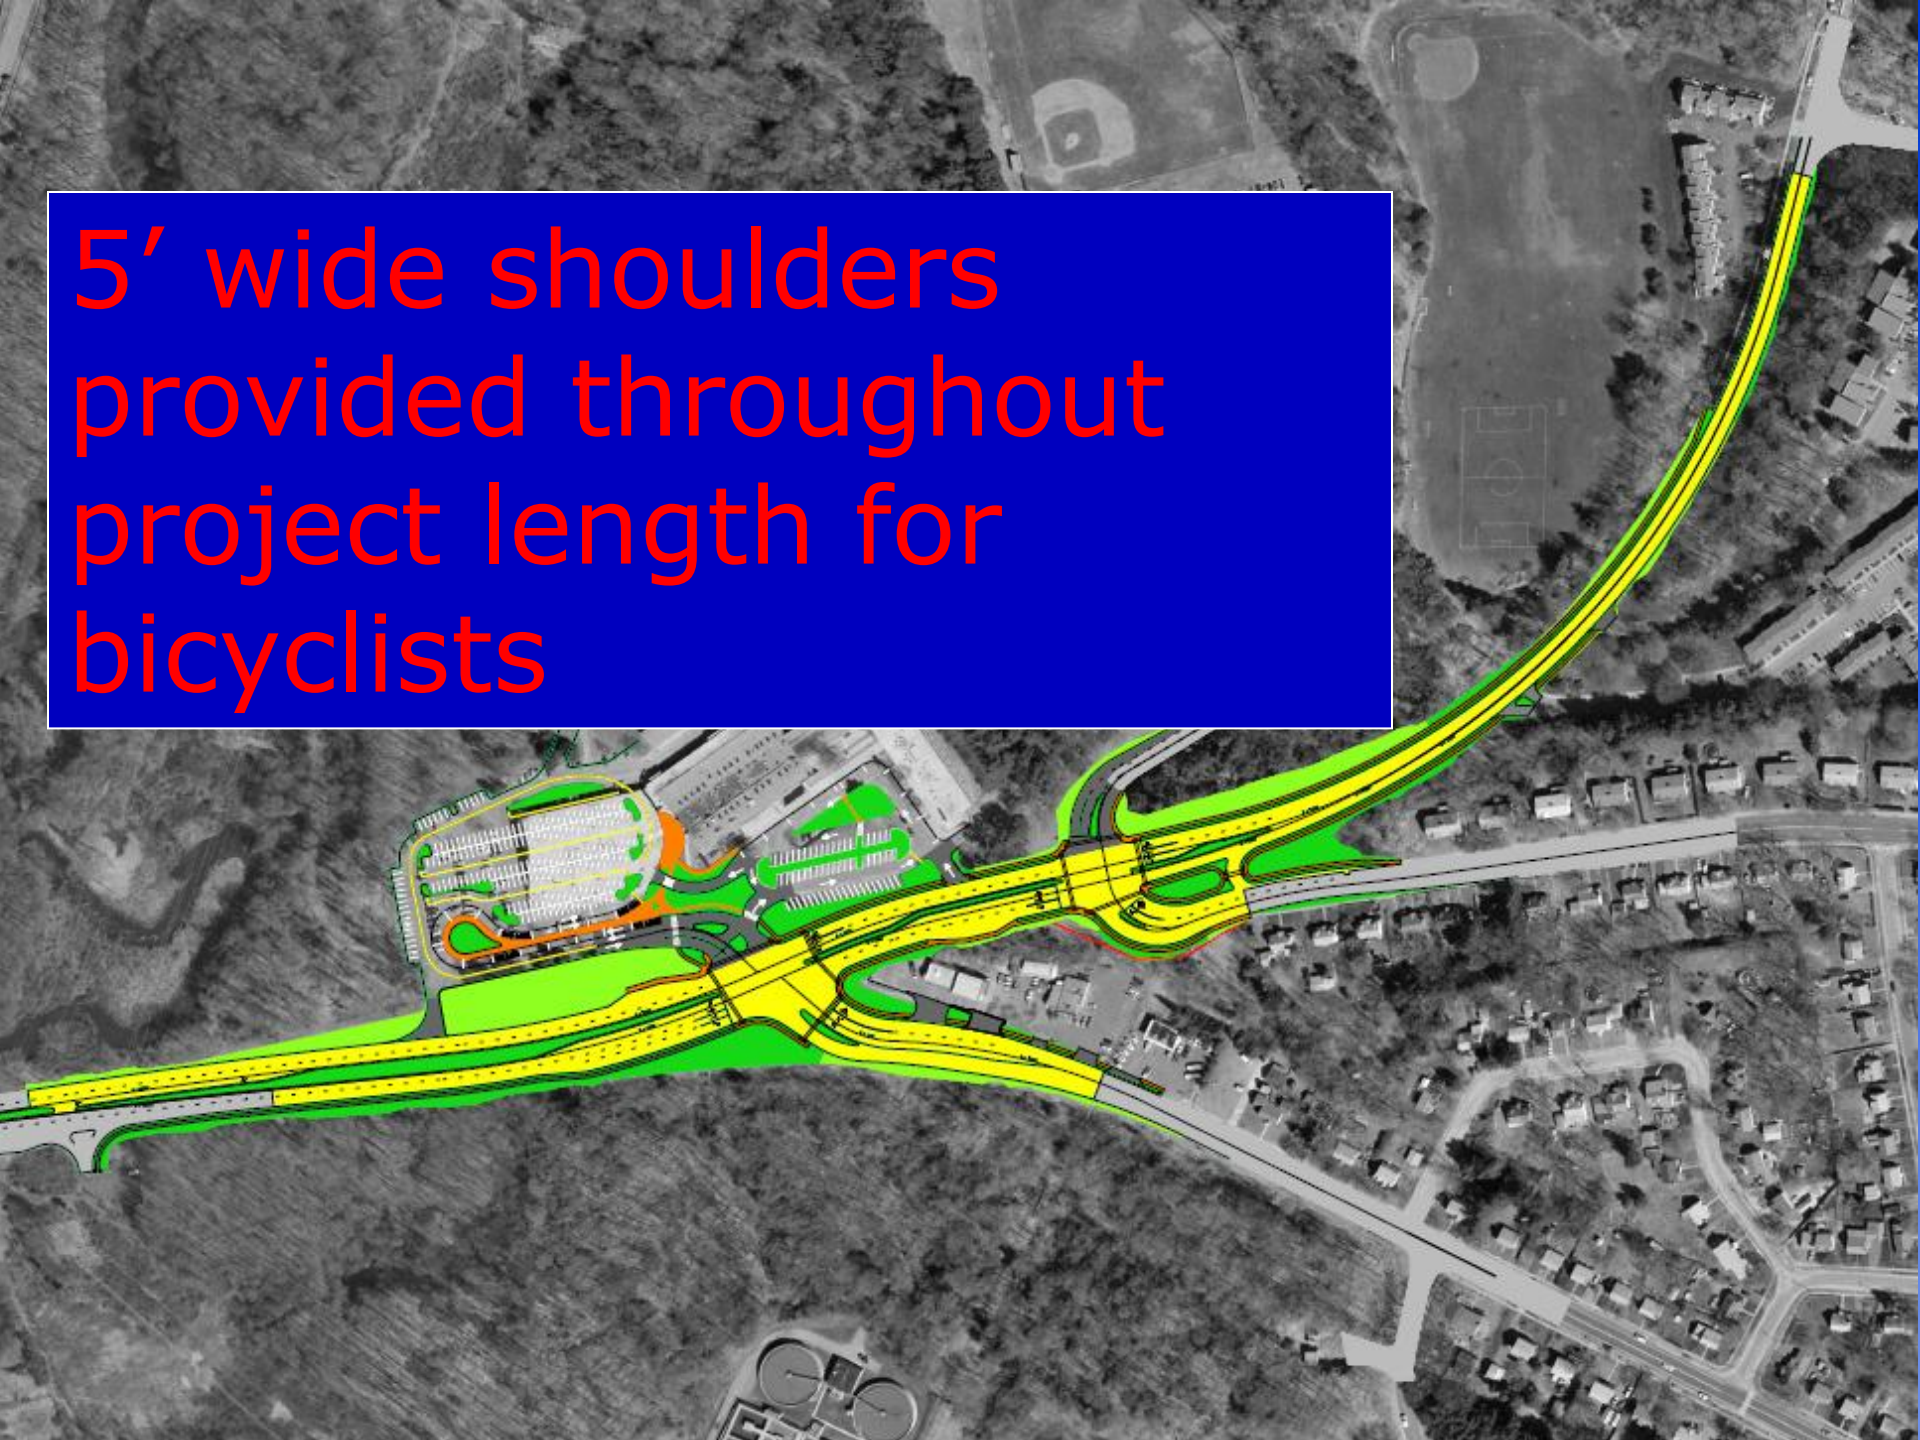 5’ wide shoulders
provided throughout
project length for
bicyclists